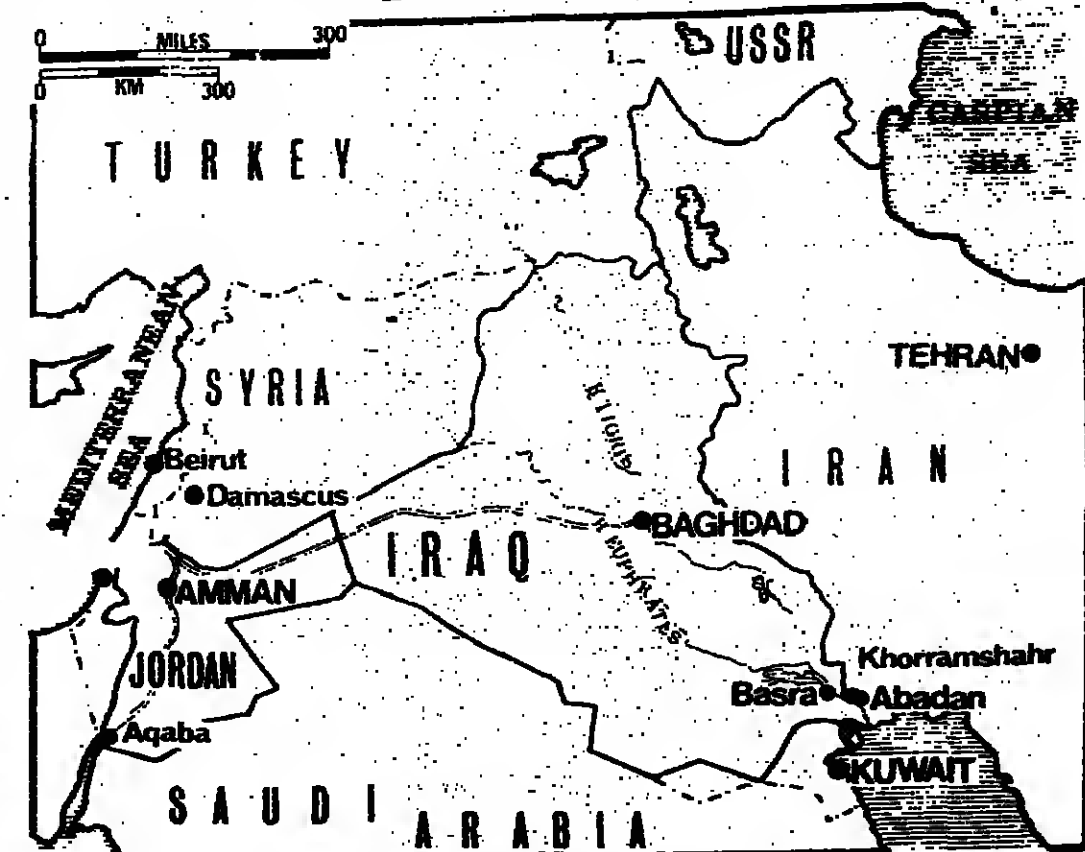 0 MILES 300
0 KM 300
USSR
CASPIAN
SEA
TURKEY
MEDITERRANEAN
SEA
SYRIA
TEHRAN
R TIGRIS
IRAN
Beirut
Damascus
BAGHDAD
IRAQ
R EUPHRATES
AMMAN
JORDAN
Khorramshahr
Basra
Abadan
Aqaba
KUWAIT
SAUDI
ARABIA